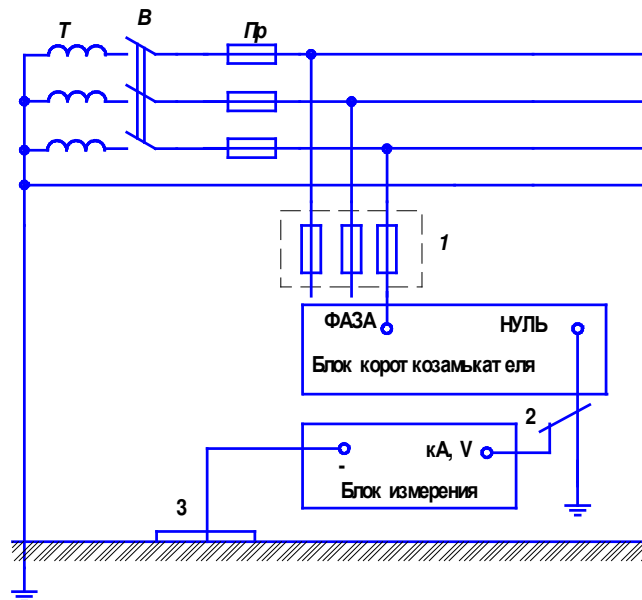 Т В Пр
1
ФАЗА НУЛЬ
Блок корот козамыкат еля
2
кА, V
-
Блок измерения
3